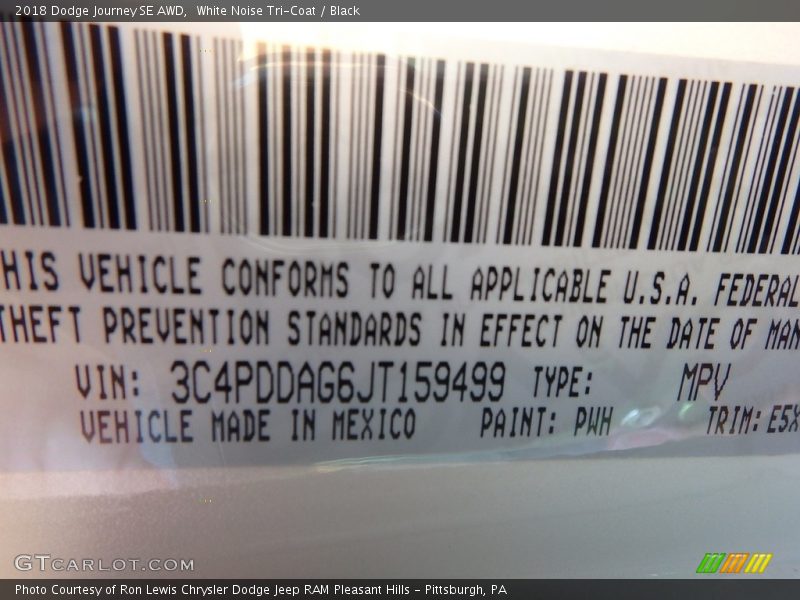 2018 Dodge Journey SE AWD, White Noise Tri-Coat / Black
HIS VEHICLE CONFORMS TO ALL APPLICABLE U.S.A. FEDERAL
THEFT PREVENTION STANDARDS IN EFFECT ON THE DATE OF MAN
VIN: 3C4PDDAG6JT159499 TYPE: MPV
VEHICLE MADE IN MEXICO PAINT: PWH TRIM: E5X
GTCARLOT.COM
Photo Courtesy of Ron Lewis Chrysler Dodge Jeep RAM Pleasant Hills - Pittsburgh, PA